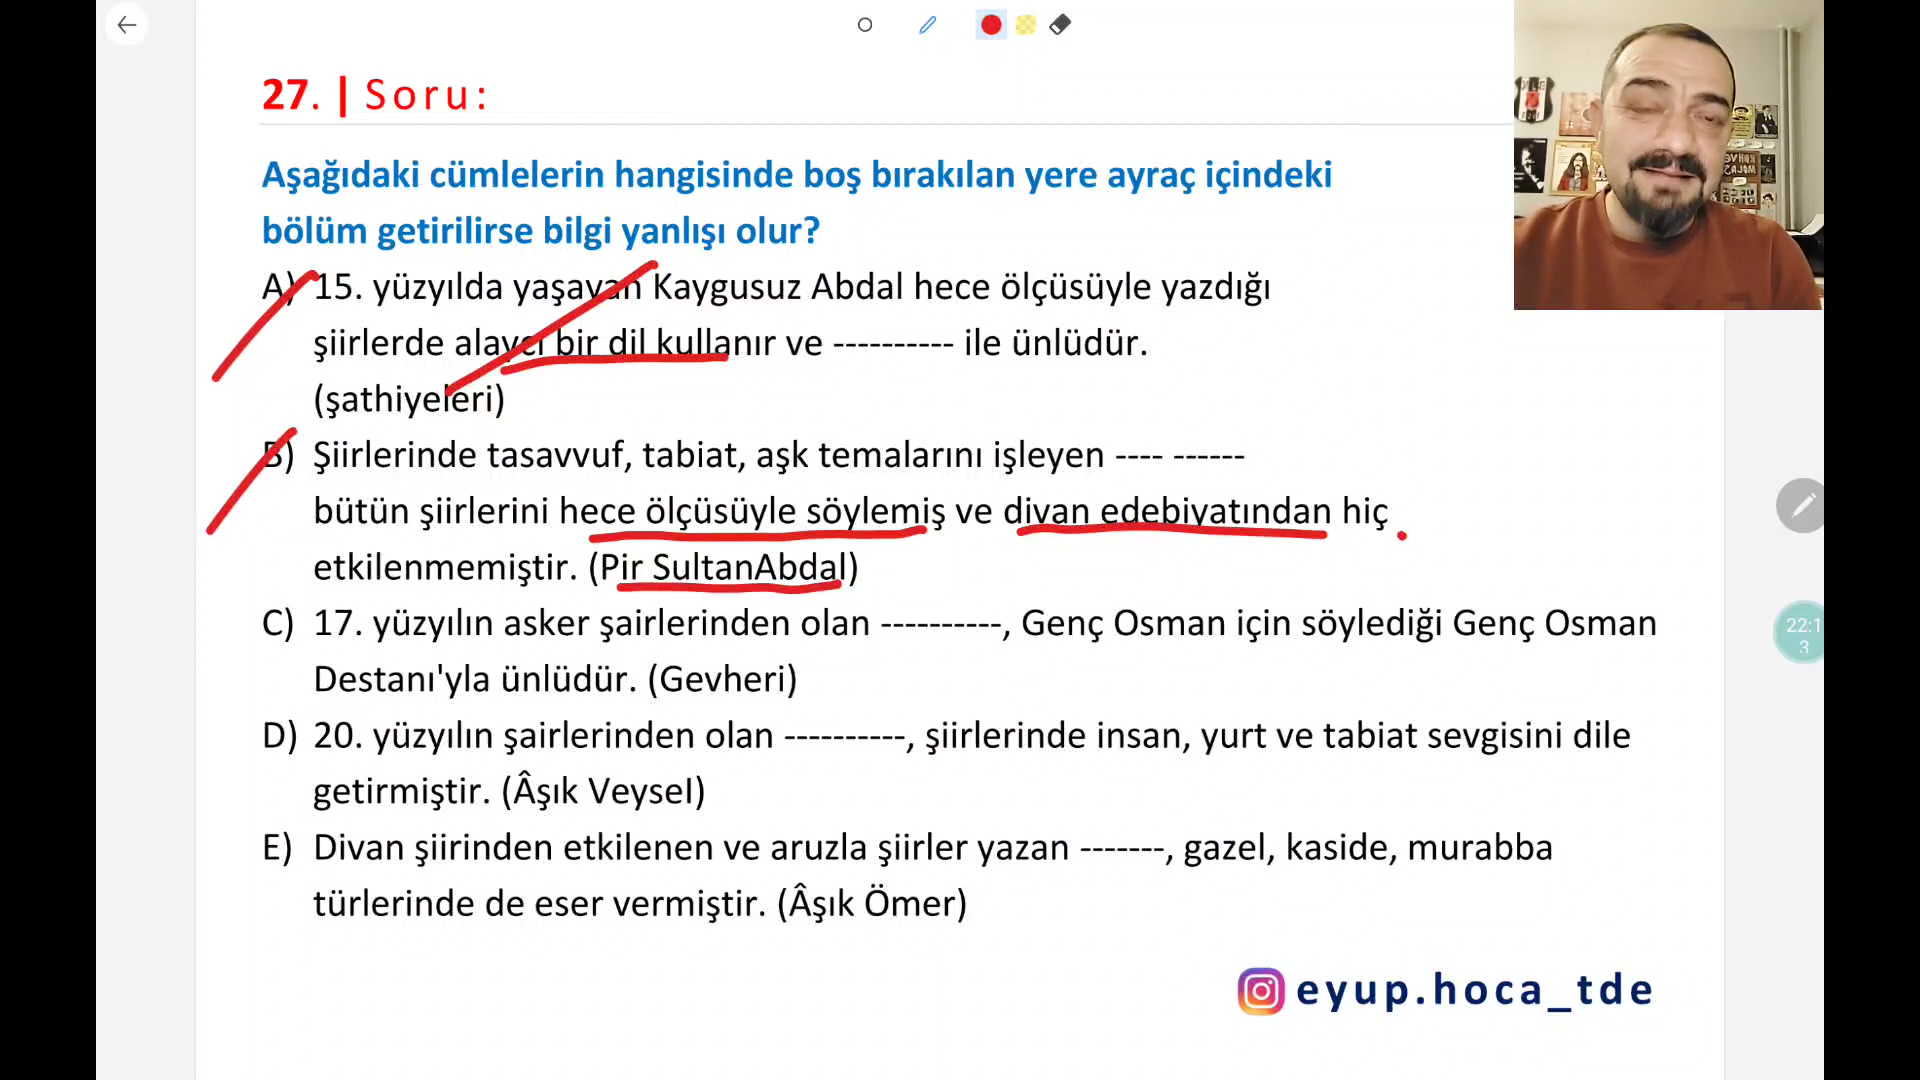 27. | Soru:
Aşağıdaki cümlelerin hangisinde boş bırakılan yere ayraç içindeki
bölüm getirilirse bilgi yanlışı olur?
A) 15. yüzyılda yaşayan Kaygusuz Abdal hece ölçüsüyle yazdığı
şiirlerde alaycı bir dil kullanır ve ---------- ile ünlüdür.
(şathiyeleri)
B) Şiirlerinde tasavvuf, tabiat, aşk temalarını işleyen ---- ------
bütün şiirlerini hece ölçüsüyle söylemiş ve divan edebiyatından hiç
etkilenmemiştir. (Pir SultanAbdal)
C) 17. yüzyılın asker şairlerinden olan ----------, Genç Osman için söylediği Genç Osman
Destanı'yla ünlüdür. (Gevheri)
D) 20. yüzyılın şairlerinden olan ----------, şiirlerinde insan, yurt ve tabiat sevgisini dile
getirmiştir. (Âşık Veysel)
E) Divan şiirinden etkilenen ve aruzla şiirler yazan -------, gazel, kaside, murabba
türlerinde de eser vermiştir. (Âşık Ömer)
eyup.hoca_tde
22:1
3